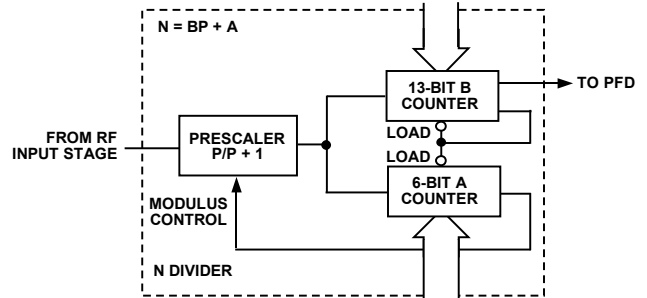 N = BP + A
13-BIT B
COUNTER
TO PFD
LOAD
FROM RF
INPUT STAGE
PRESCALER
P/P + 1
LOAD
6-BIT A
COUNTER
MODULUS
CONTROL
N DIVIDER